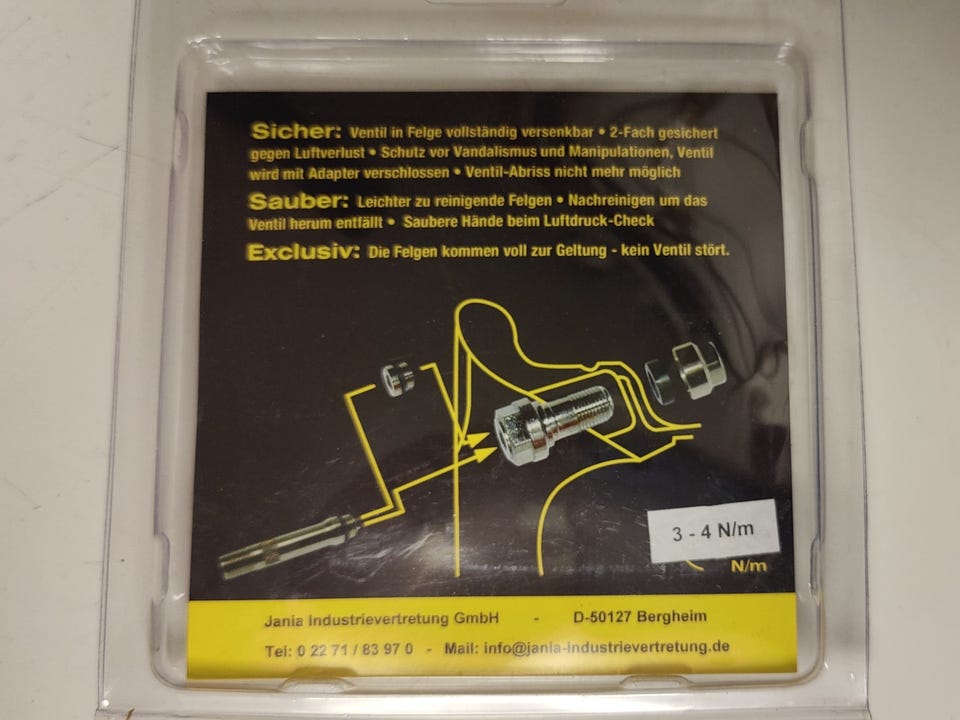 Sicher: Ventil in Felge vollständig versenkbar • 2-Fach gesichert
gegen Luftverlust • Schutz vor Vandalismus und Manipulationen, Ventil
wird mit Adapter verschlossen • Ventil-Abriss nicht mehr möglich
Sauber: Leichter zu reinigende Felgen • Nachreinigen um das
Ventil herum entfällt • Saubere Hände beim Luftdruck-Check
Exclusiv: Die Felgen kommen voll zur Geltung - kein Ventil stört.
3 - 4 N/m
N/m
Jania Industrievertretung GmbH - D-50127 Bergheim
Tel: 0 22 71 / 83 97 0 - Mail: info@jania-industrievertretung.de